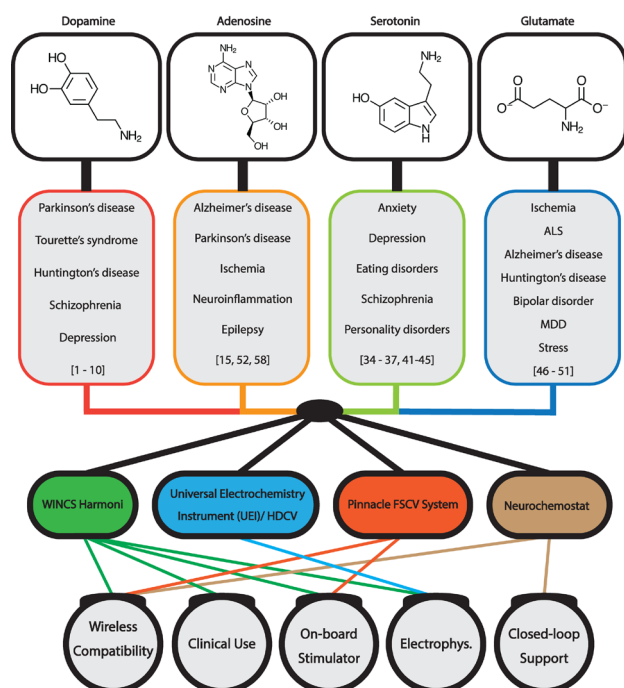 Dopamine
Adenosine
Serotonin
Glutamate
HO
HO
NH₂
NH₂
N
N
N
N
O
OH
OH
OH
NH₂
HO
N
H
O
O
O⁻
O⁻
NH₂
Parkinson's disease
Tourette's syndrome
Huntington's disease
Schizophrenia
Depression
[1 - 10]
Alzheimer's disease
Parkinson's disease
Ischemia
Neuroinflammation
Epilepsy
[15, 52, 58]
Anxiety
Depression
Eating disorders
Schizophrenia
Personality disorders
[34 - 37, 41-45]
Ischemia
ALS
Alzheimer's disease
Huntington's disease
Bipolar disorder
MDD
Stress
[46 - 51]
WINCS Harmoni
Universal Electrochemistry
Instrument (UEI)/ HDCV
Pinnacle FSCV System
Neurochemostat
Wireless
Compatibility
Clinical Use
On-board
Stimulator
Electrophys.
Closed-loop
Support